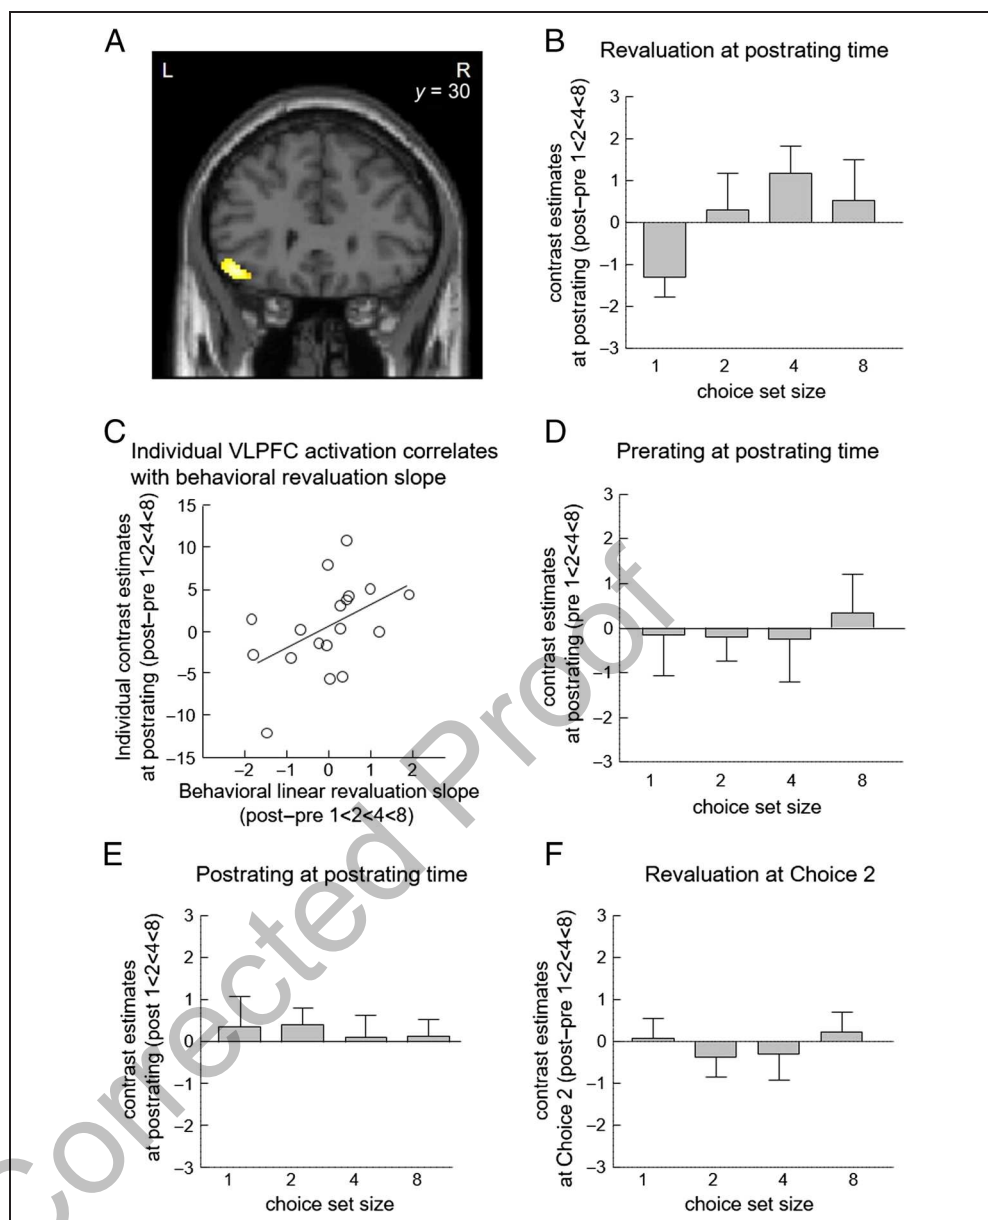 A
L
R
y = 30
B
Revaluation at postrating time
contrast estimates
at postrating (post–pre 1<2<4<8)
3
2
1
0
–1
–2
–3
1 2 4 8
choice set size
C
Individual VLPFC activation correlates
with behavioral revaluation slope
Individual contrast estimates
at postrating (post–pre 1<2<4<8)
15
10
5
0
–5
–10
–15
–2 –1 0 1 2
Behavioral linear revaluation slope
(post–pre 1<2<4<8)
D
Prerating at postrating time
contrast estimates
at postrating (pre 1<2<4<8)
3
2
1
0
–1
–2
–3
1 2 4 8
choice set size
E
Postrating at postrating time
contrast estimates
at postrating (post 1<2<4<8)
3
2
1
0
–1
–2
–3
1 2 4 8
choice set size
F
Revaluation at Choice 2
contrast estimates
at Choice 2 (post–pre 1<2<4<8)
3
2
1
0
–1
–2
–3
1 2 4 8
choice set size
Corrected Proof